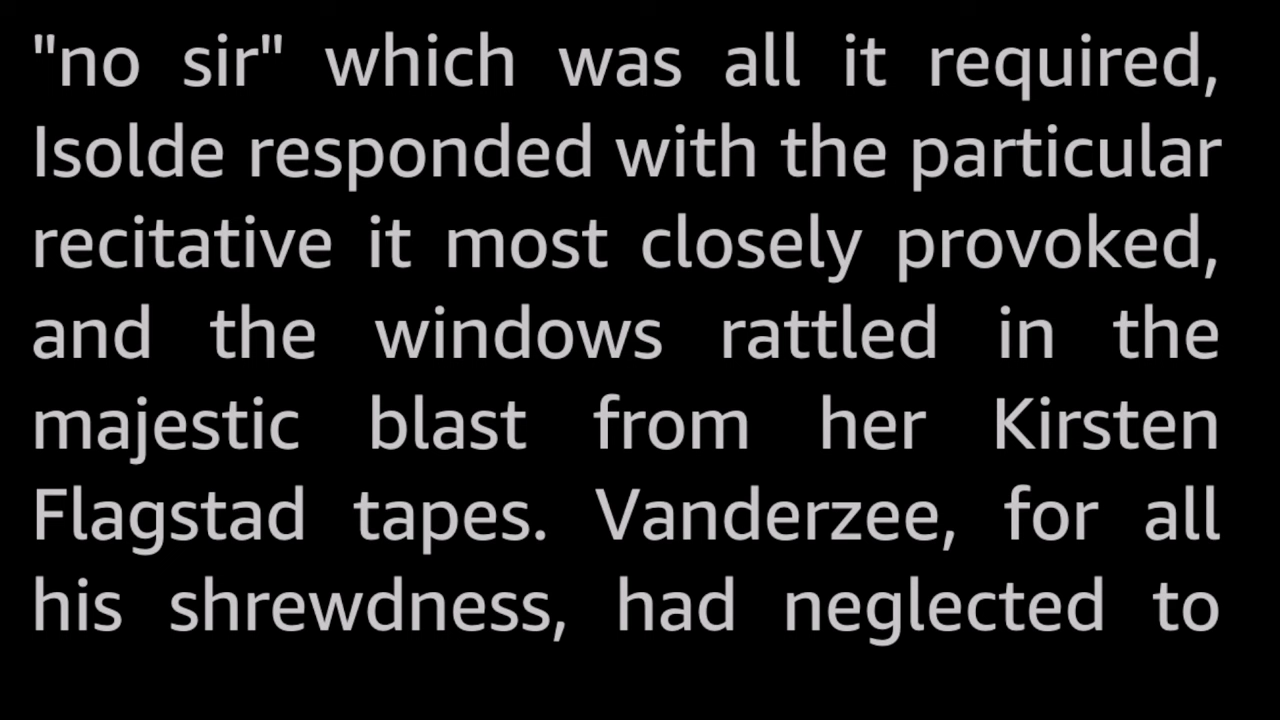 "no sir" which was all it required,
Isolde responded with the particular
recitative it most closely provoked,
and the windows rattled in the
majestic blast from her Kirsten
Flagstad tapes. Vanderzee, for all
his shrewdness, had neglected to